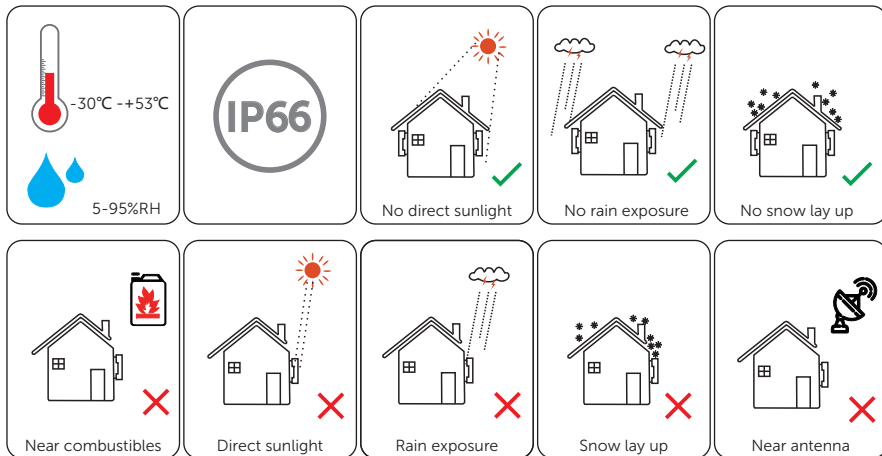 -30℃ -+53℃
5-95%RH
IP66
No direct sunlight
No rain exposure
No snow lay up
Near combustibles
Direct sunlight
Rain exposure
Snow lay up
Near antenna